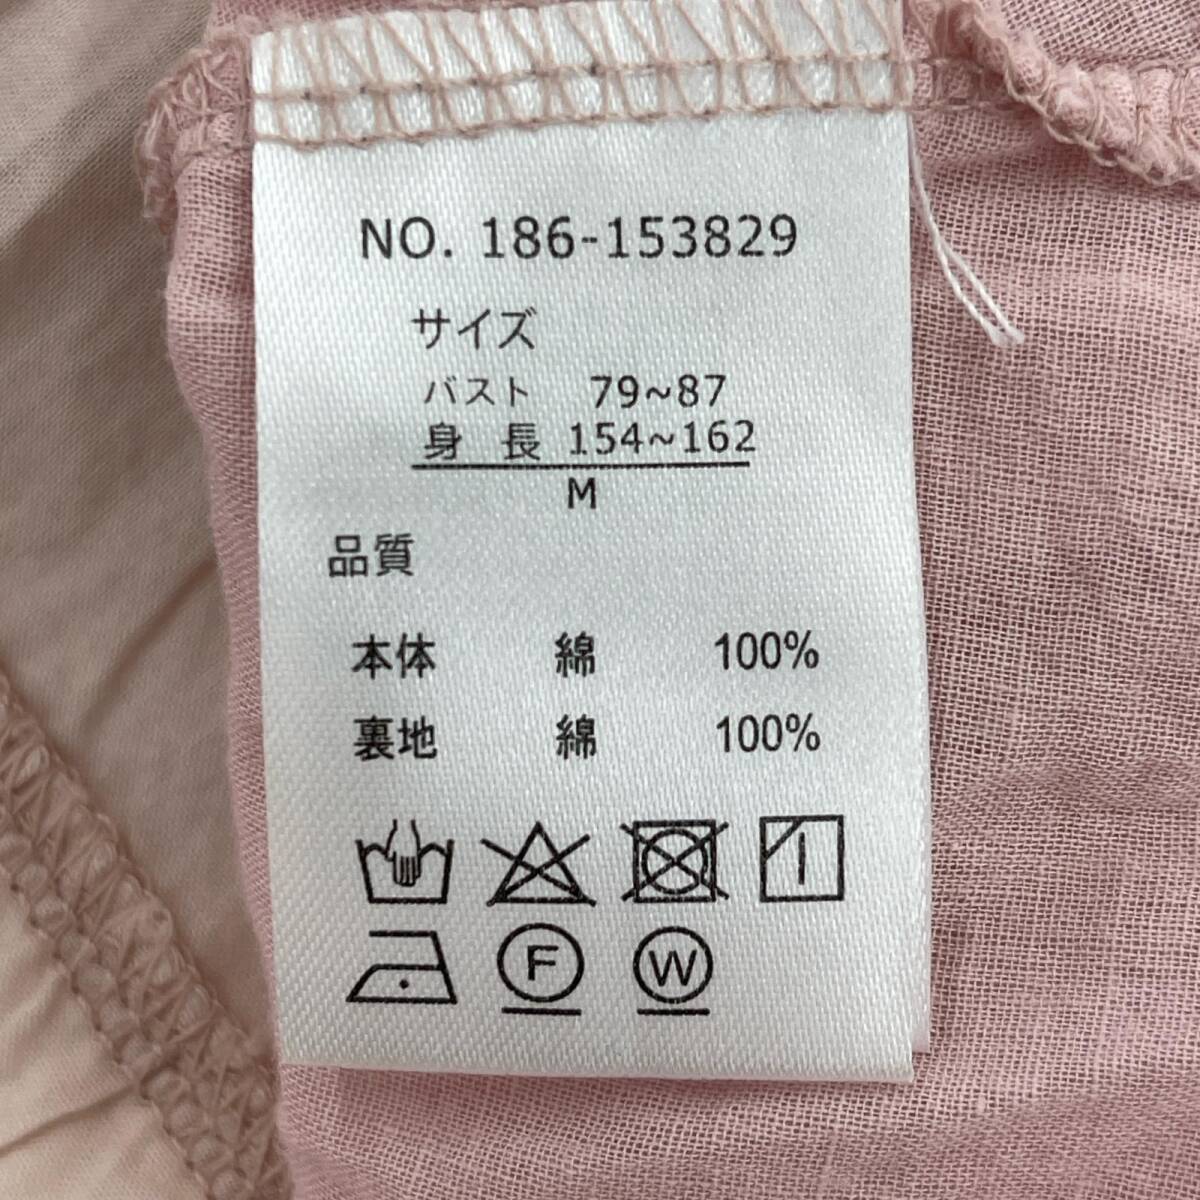 NO. 186-153829
サイズ
バスト 79~87
身長 154~162
M
品質
本体 綿 100%
裏地 綿 100%
F W